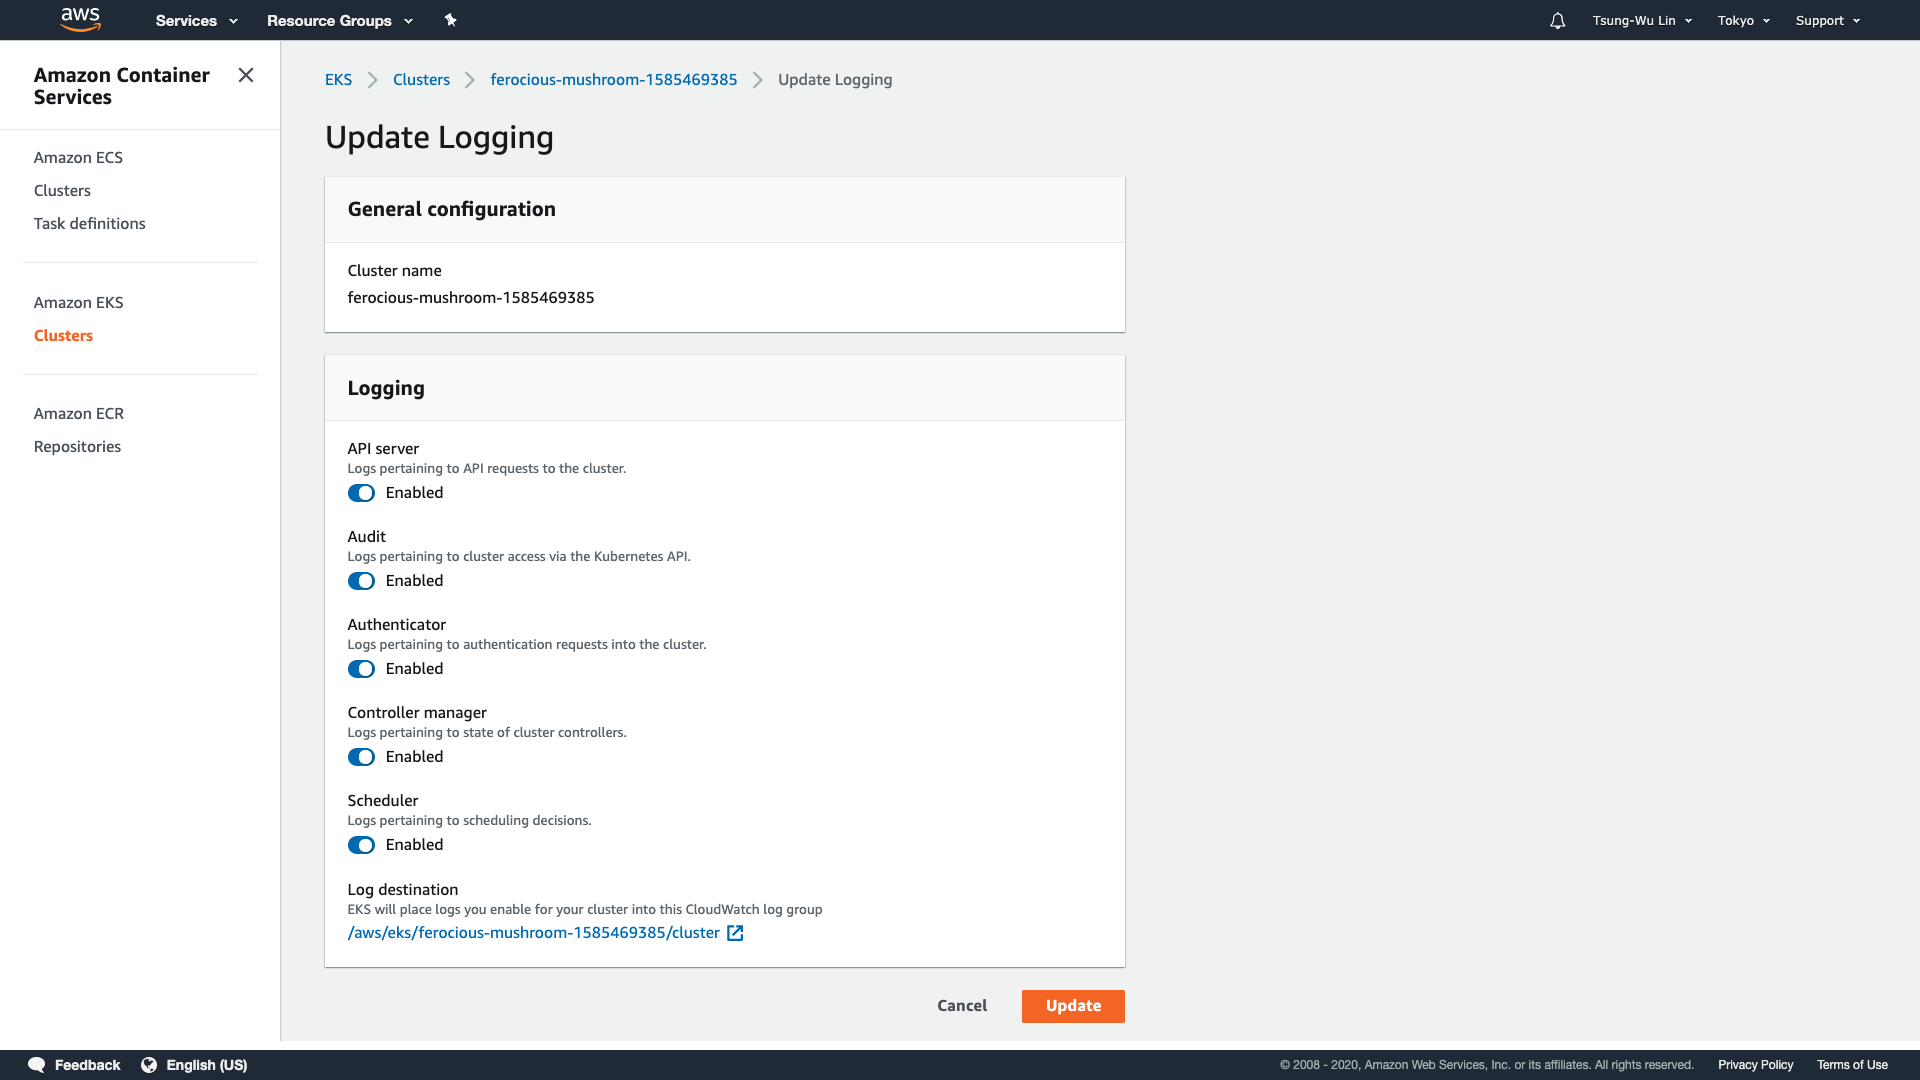 aws
Services
Resource Groups
Tsung-Wu Lin
Tokyo
Support
Amazon Container
Services
Amazon ECS
Clusters
Task definitions
Amazon EKS
Clusters
Amazon ECR
Repositories
EKS
Clusters
ferocious-mushroom-1585469385
Update Logging
Update Logging
General configuration
Cluster name
ferocious-mushroom-1585469385
Logging
API server
Logs pertaining to API requests to the cluster.
Enabled
Audit
Logs pertaining to cluster access via the Kubernetes API.
Enabled
Authenticator
Logs pertaining to authentication requests into the cluster.
Enabled
Controller manager
Logs pertaining to state of cluster controllers.
Enabled
Scheduler
Logs pertaining to scheduling decisions.
Enabled
Log destination
EKS will place logs you enable for your cluster into this CloudWatch log group
/aws/eks/ferocious-mushroom-1585469385/cluster
Cancel
Update
Feedback
English (US)
© 2008 - 2020, Amazon Web Services, Inc. or its affiliates. All rights reserved.
Privacy Policy
Terms of Use